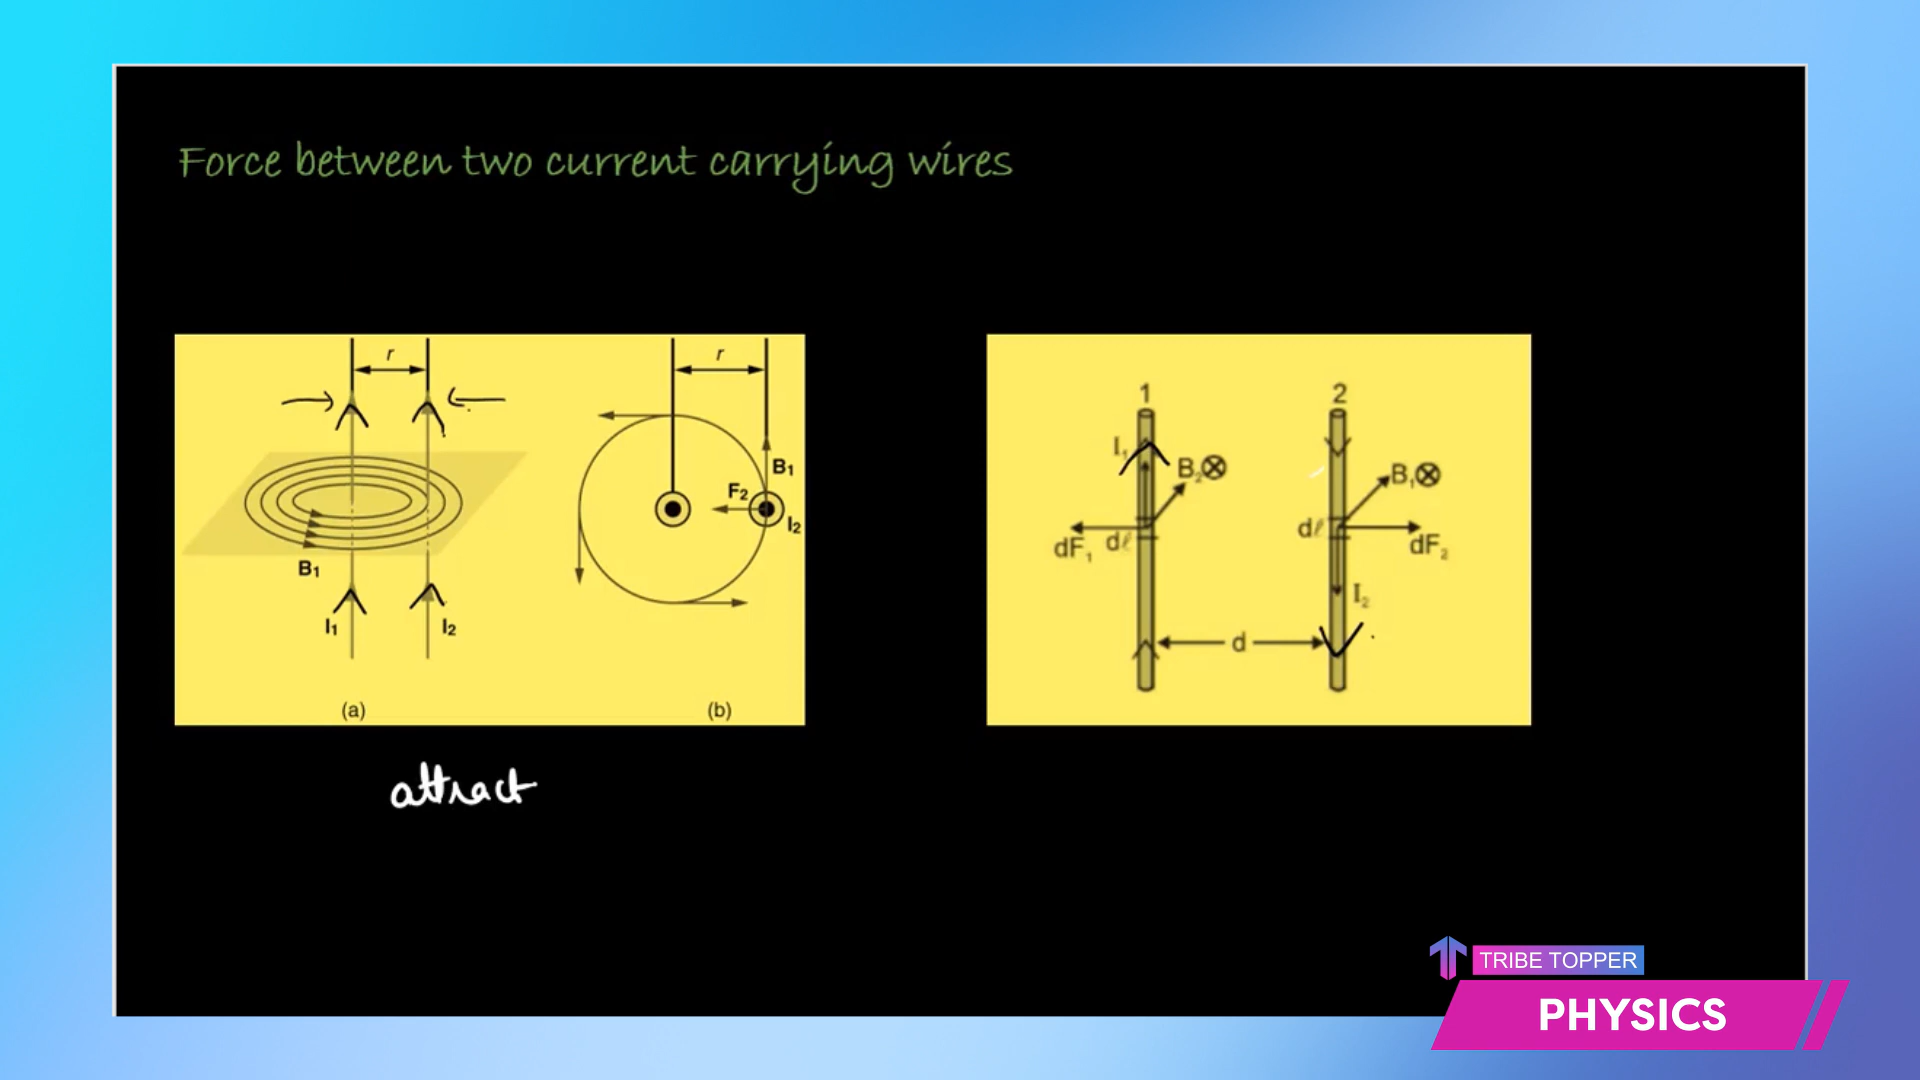 Force between two current carrying wires
r
r
B₁
F₂
I₂
B₁
I₁
I₂
(a)
(b)
1
2
I₁
B₂
B₁
dF₁
dℓ
dℓ
dF₂
I₂
d
attract
TRIBE TOPPER
PHYSICS